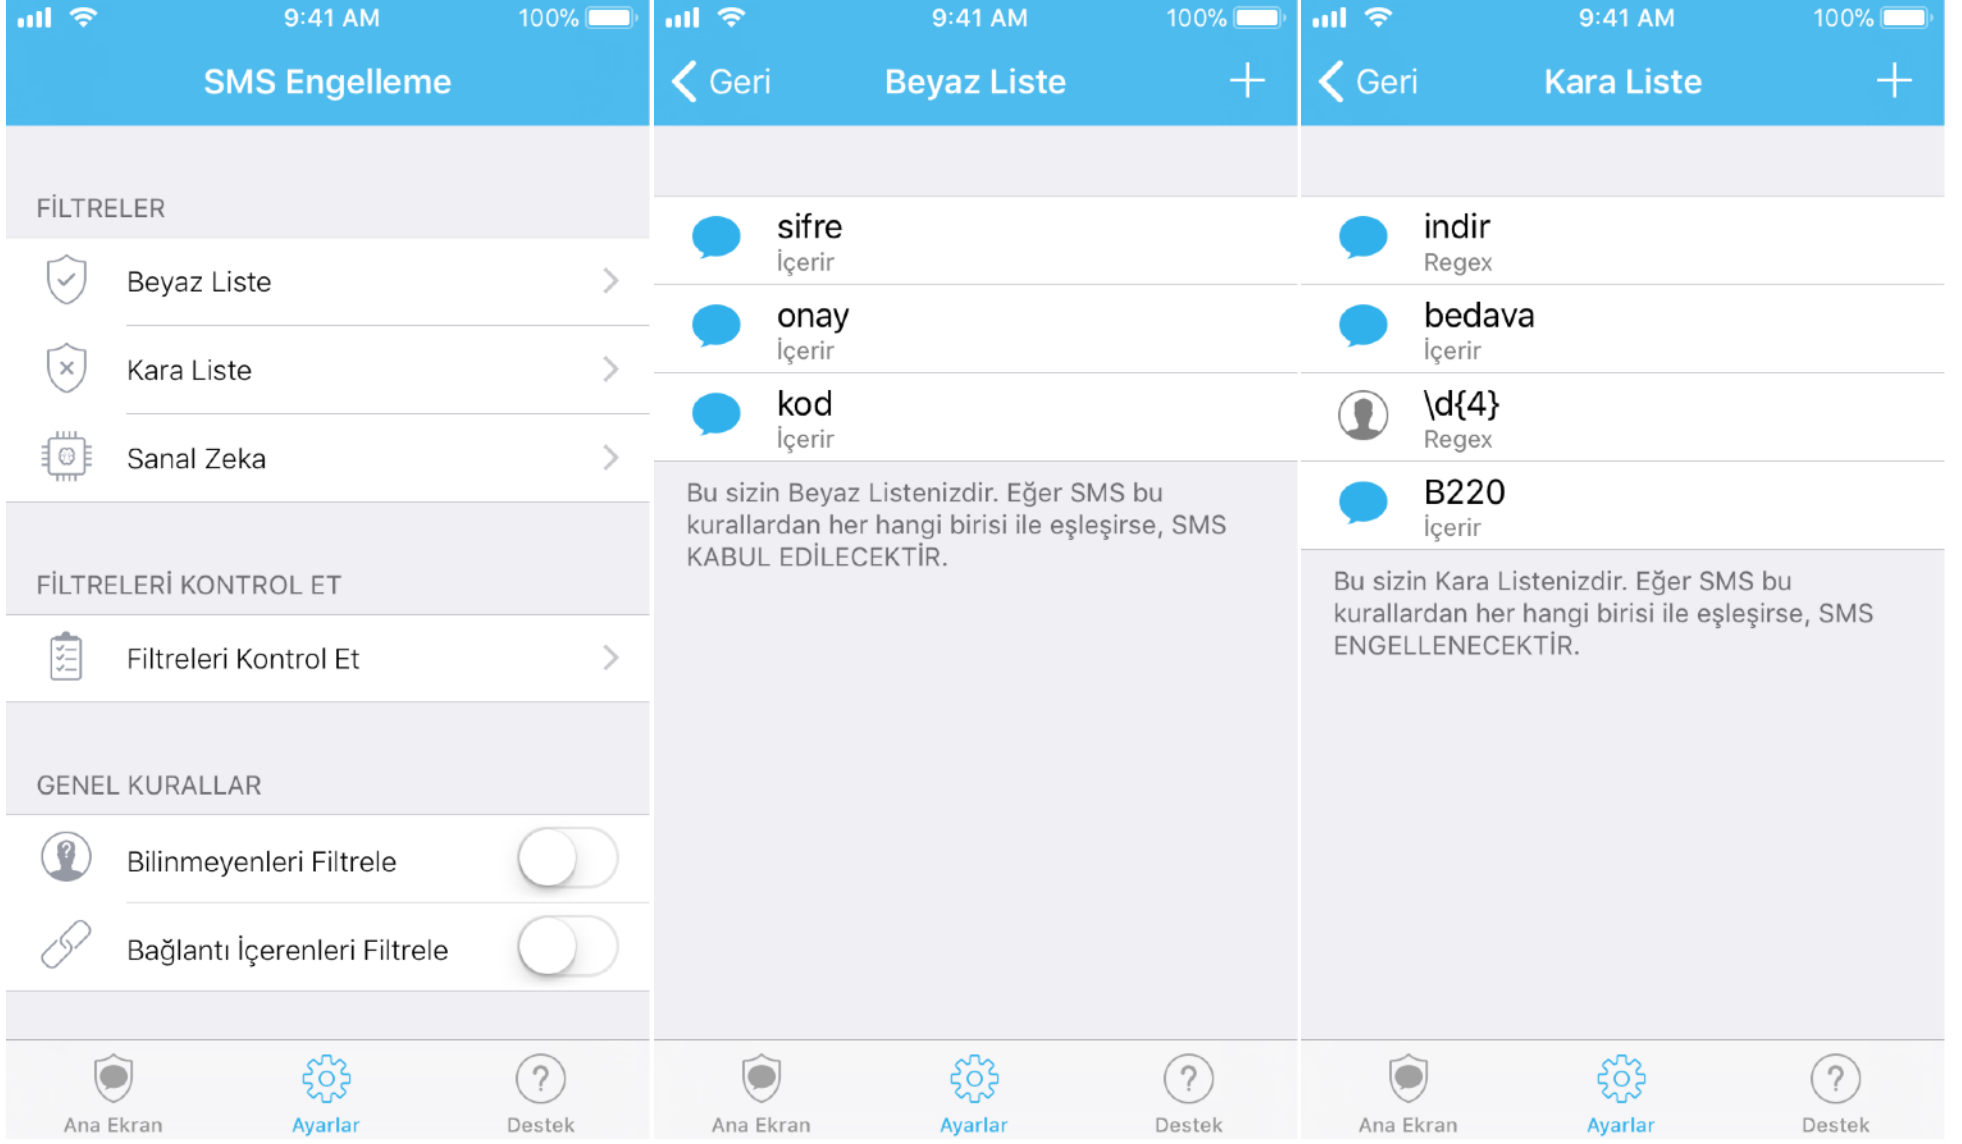 9:41 AM
100%
SMS Engelleme
FİLTRELER
Beyaz Liste
Kara Liste
Sanal Zeka
FİLTRELERİ KONTROL ET
Filtreleri Kontrol Et
GENEL KURALLAR
Bilinmeyenleri Filtrele
Bağlantı İçerenleri Filtrele
Ana Ekran
Ayarlar
Destek
9:41 AM
100%
Geri
Beyaz Liste
sifre
İçerir
onay
İçerir
kod
İçerir
Bu sizin Beyaz Listenizdir. Eğer SMS bu
kurallardan her hangi birisi ile eşleşirse, SMS
KABUL EDİLECEKTİR.
Ana Ekran
Ayarlar
Destek
9:41 AM
100%
Geri
Kara Liste
indir
Regex
bedava
İçerir
\d{4}
Regex
B220
İçerir
Bu sizin Kara Listenizdir. Eğer SMS bu
kurallardan her hangi birisi ile eşleşirse, SMS
ENGELLENECEKTİR.
Ana Ekran
Ayarlar
Destek